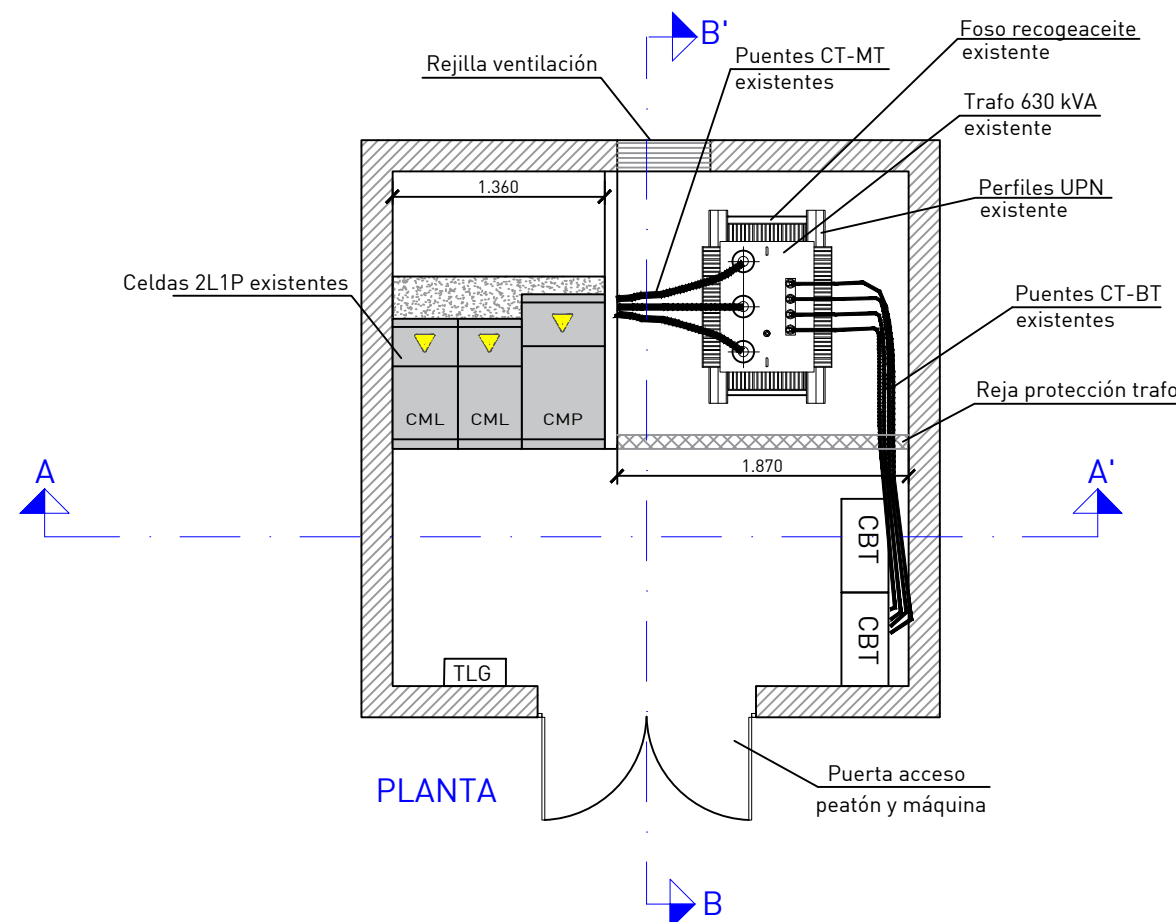 B'
Foso recogeaceite
existente
Puentes CT-MT
existentes
Rejilla ventilación
Trafo 630 kVA
existente
1.360
Perfiles UPN
existente
Celdas 2L1P existentes
Puentes CT-BT
existentes
CML
CML
CMP
Reja protección trafo
1.870
A
A'
CBT
CBT
TLG
PLANTA
Puerta acceso
peatón y máquina
B